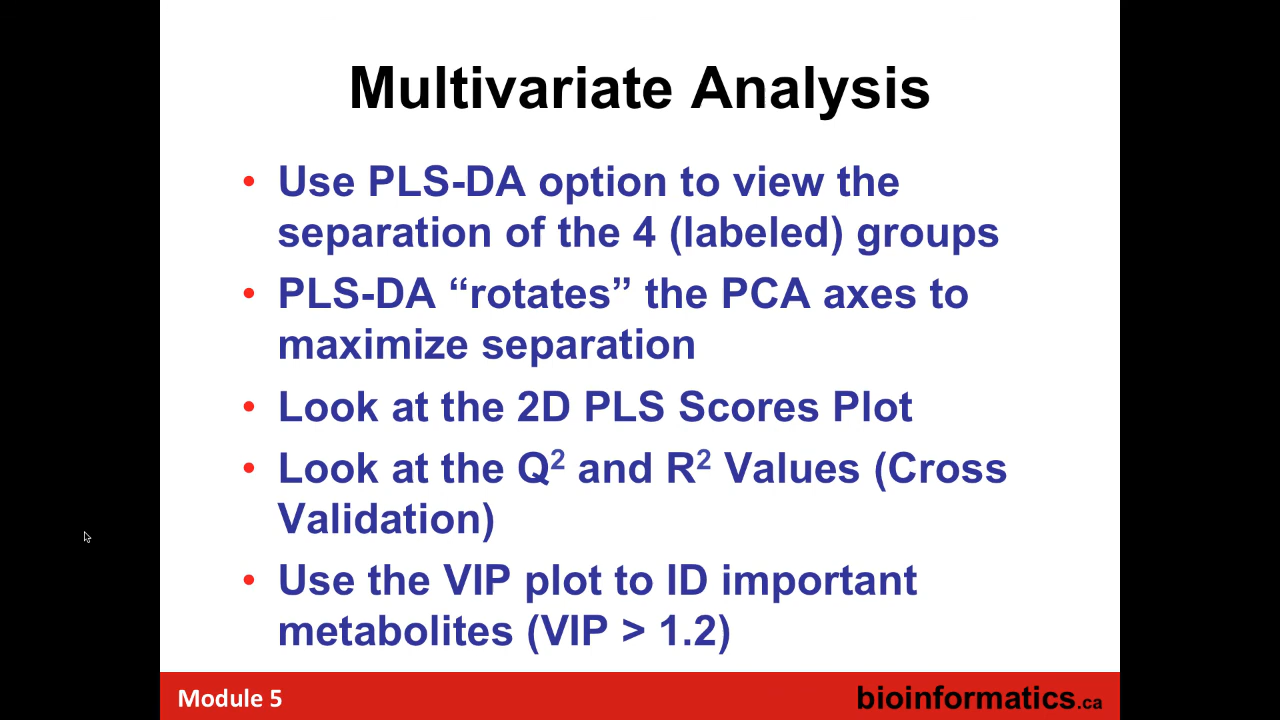 Multivariate Analysis
• Use PLS-DA option to view the
separation of the 4 (labeled) groups
• PLS-DA “rotates” the PCA axes to
maximize separation
• Look at the 2D PLS Scores Plot
• Look at the Q² and R² Values (Cross
Validation)
• Use the VIP plot to ID important
metabolites (VIP > 1.2)
Module 5
bioinformatics.ca